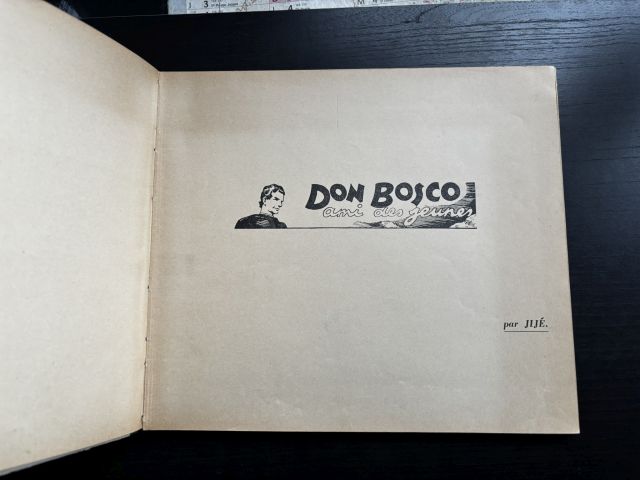 DON BOSCO
ami des jeunes
par JIJÉ.